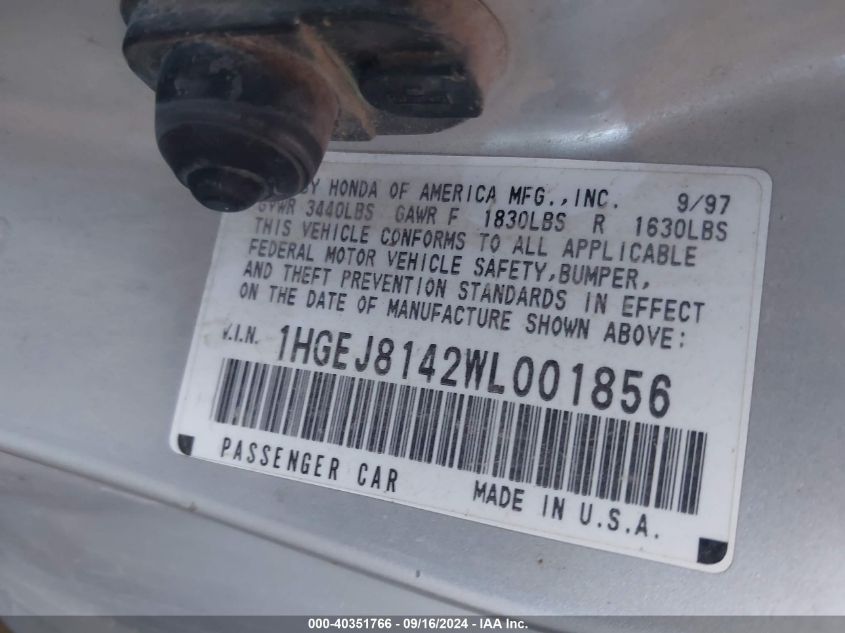 BY HONDA OF AMERICA MFG.,INC. 9/97
GVWR 3440LBS GAWR F 1830LBS R 1630LBS
THIS VEHICLE CONFORMS TO ALL APPLICABLE
FEDERAL MOTOR VEHICLE SAFETY,BUMPER,
AND THEFT PREVENTION STANDARDS IN EFFECT
ON THE DATE OF MANUFACTURE SHOWN ABOVE:
V.I.N. 1HGEJ8142WL001856
PASSENGER CAR MADE IN U.S.A.
000-40351766 - 09/16/2024 - IAA Inc.